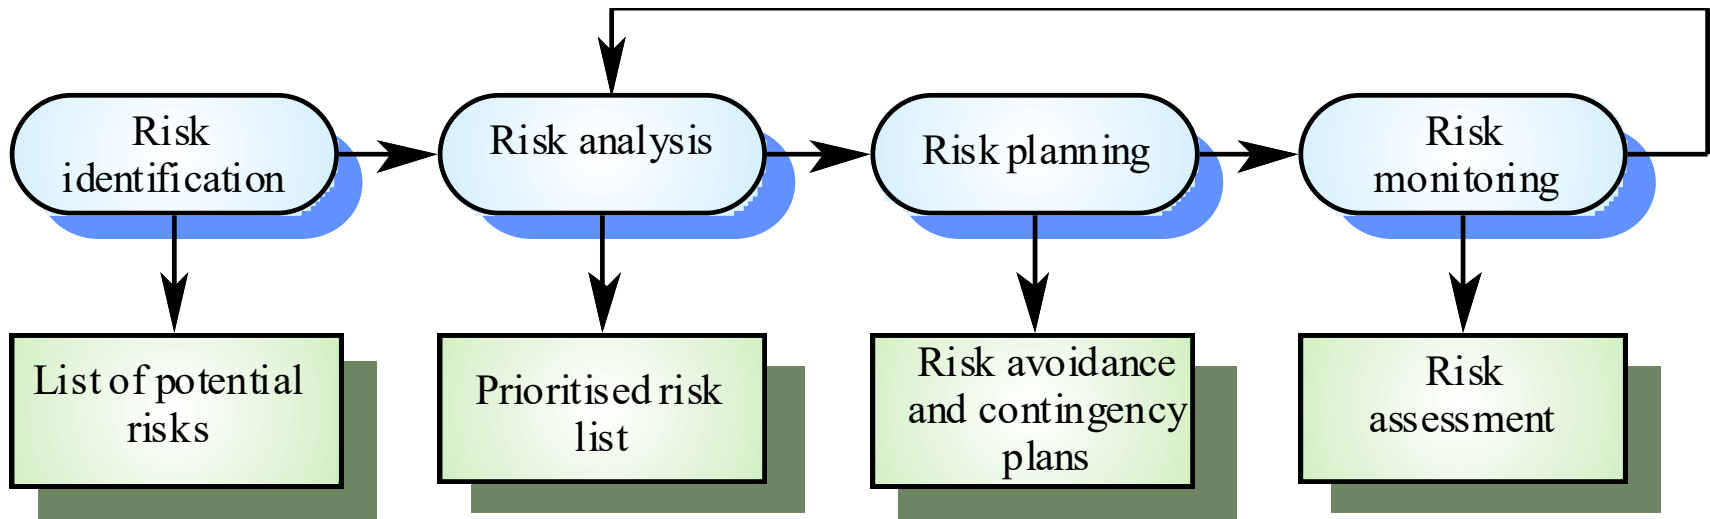 Risk
identification
Risk analysis
Risk planning
Risk
monitoring
List of potential
risks
Prioritised risk
list
Risk avoidance
and contingency
plans
Risk
assessment